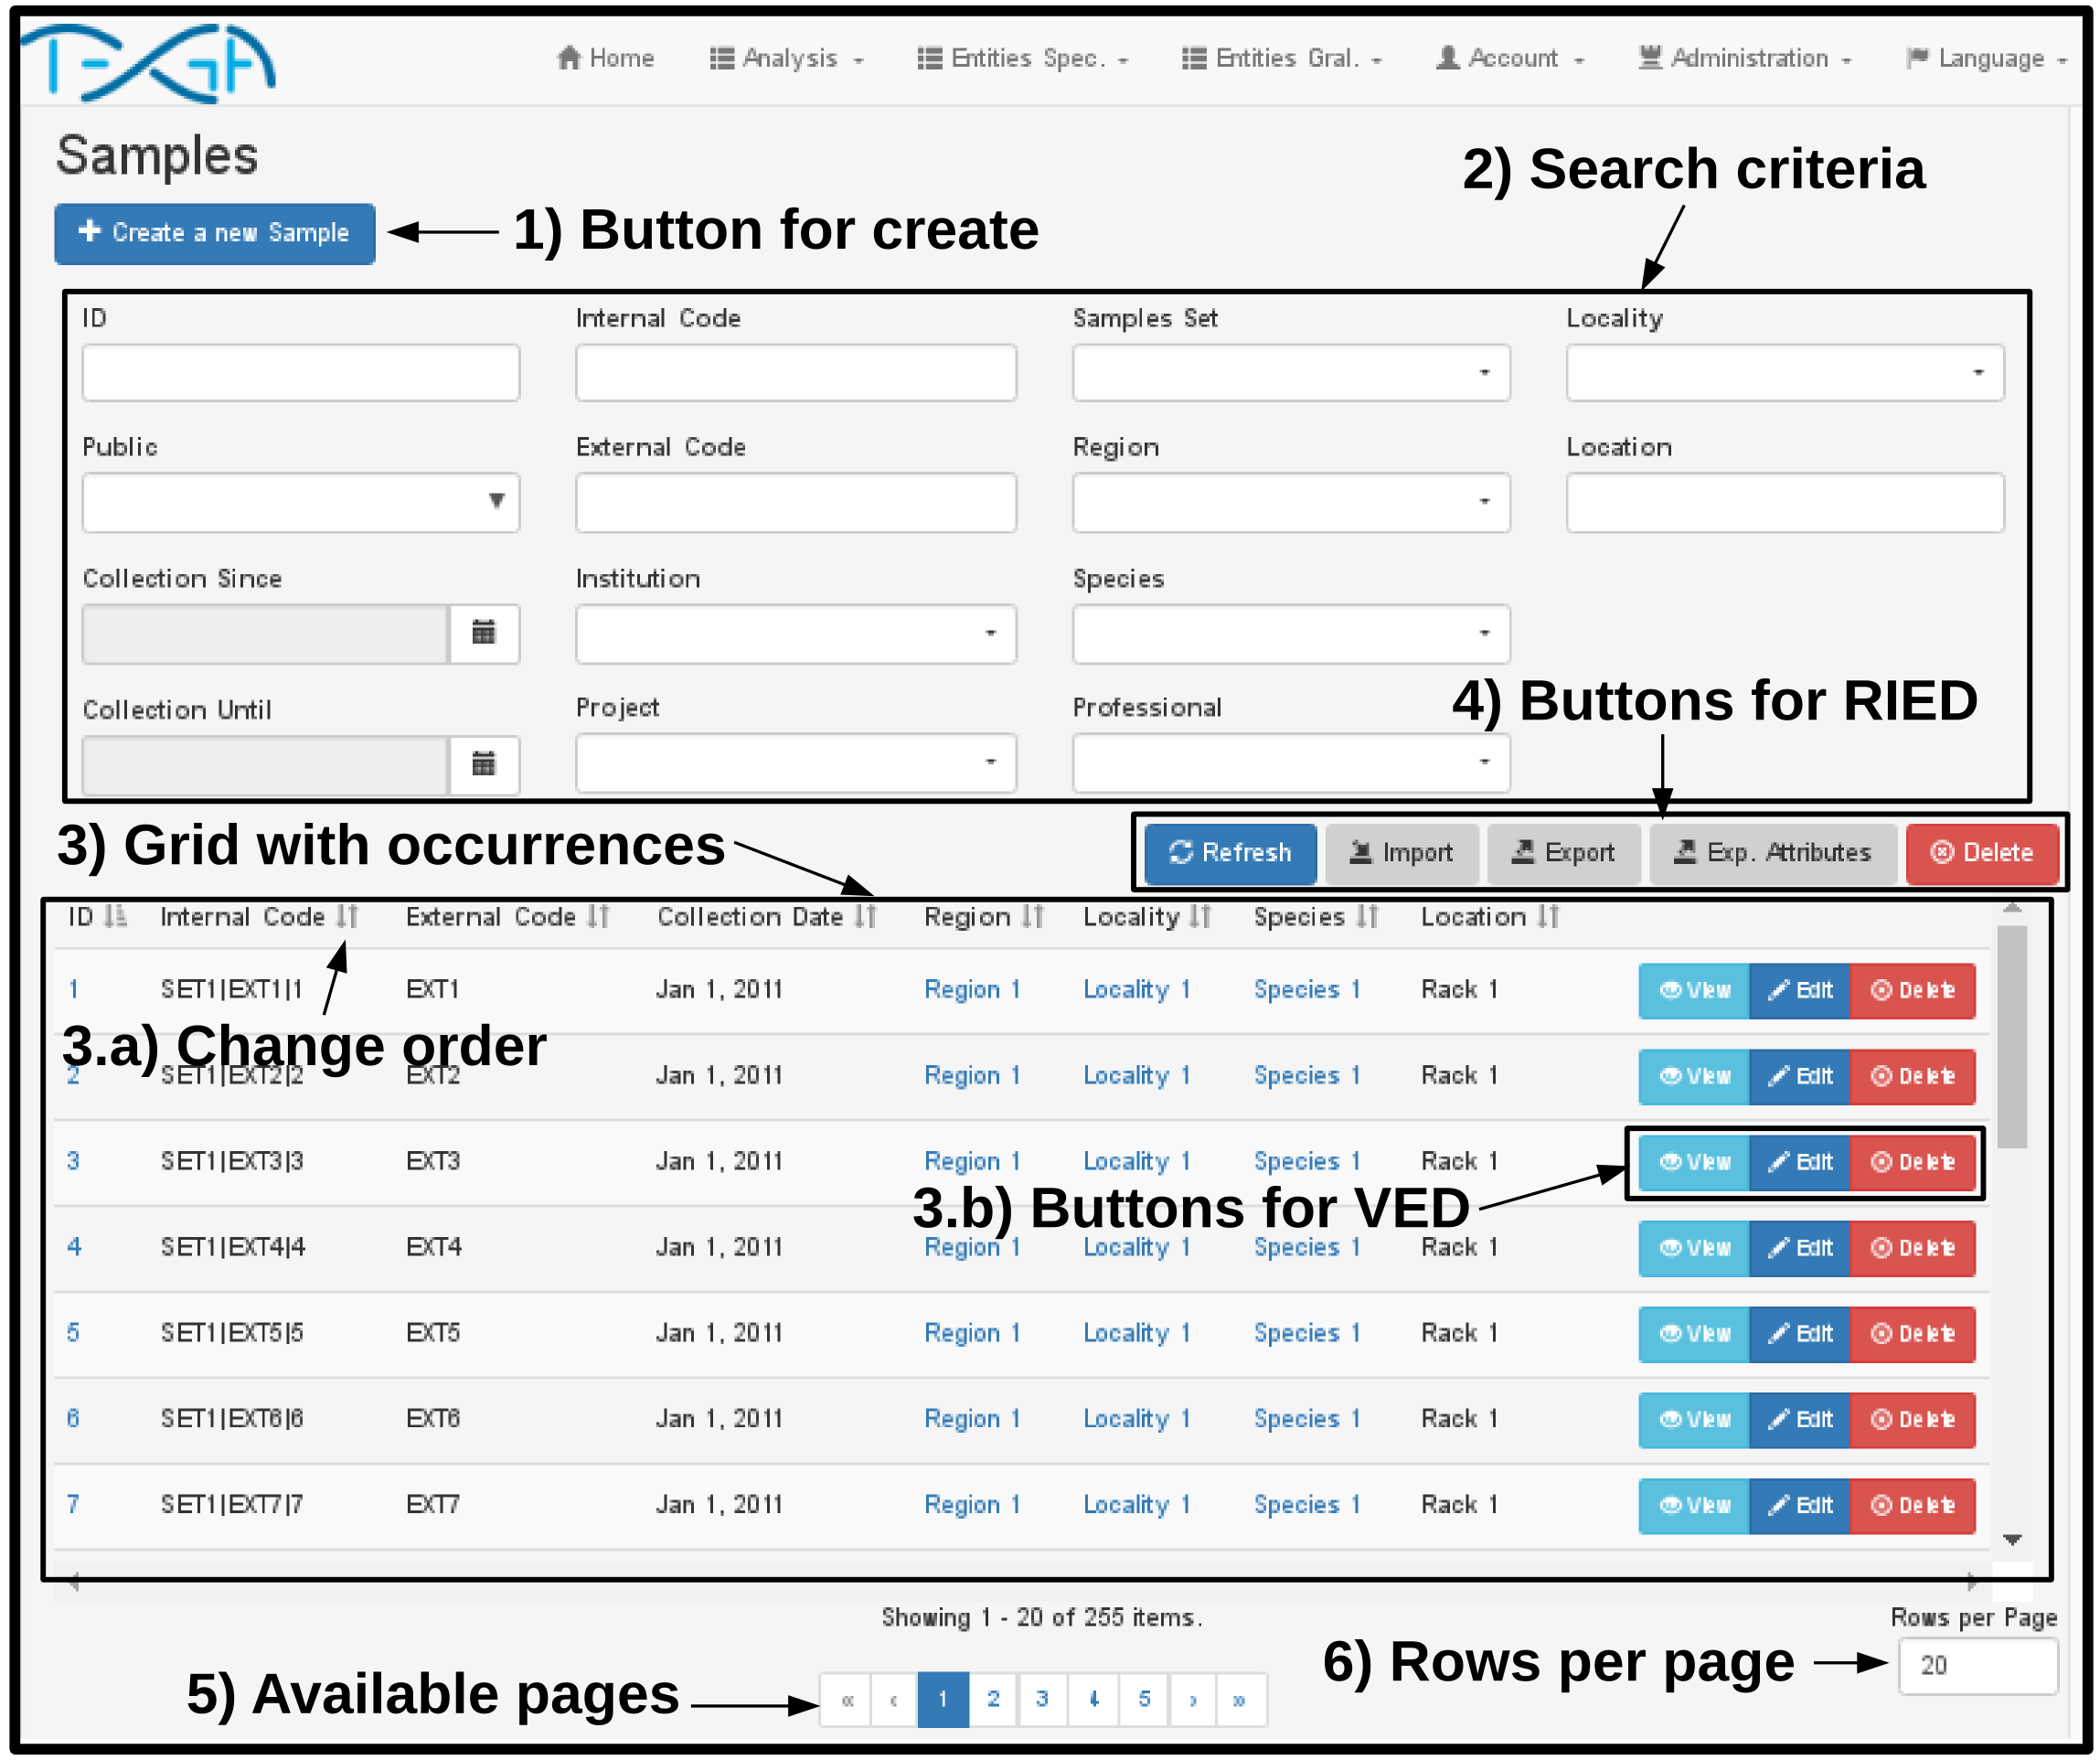 TEGA
Home Analysis Entities Spec. Entities Gral. Account Administration Language
Samples
2) Search criteria
+ Create a new Sample
1) Button for create
ID Internal Code Samples Set Locality
Public External Code Region Location
Collection Since Institution Species
Collection Until Project Professional
4) Buttons for RIED
3) Grid with occurrences
Refresh Import Export Exp. Attributes Delete
ID Internal Code External Code Collection Date Region Locality Species Location
1 SET1|EXT1|1 EXT1 Jan 1, 2011 Region 1 Locality 1 Species 1 Rack 1 View Edit Delete
3.a) Change order
2 SET1|EXT2|2 EXT2 Jan 1, 2011 Region 1 Locality 1 Species 1 Rack 1 View Edit Delete
3 SET1|EXT3|3 EXT3 Jan 1, 2011 Region 1 Locality 1 Species 1 Rack 1 View Edit Delete
3.b) Buttons for VED
4 SET1|EXT4|4 EXT4 Jan 1, 2011 Region 1 Locality 1 Species 1 Rack 1 View Edit Delete
5 SET1|EXT5|5 EXT5 Jan 1, 2011 Region 1 Locality 1 Species 1 Rack 1 View Edit Delete
6 SET1|EXT6|6 EXT6 Jan 1, 2011 Region 1 Locality 1 Species 1 Rack 1 View Edit Delete
7 SET1|EXT7|7 EXT7 Jan 1, 2011 Region 1 Locality 1 Species 1 Rack 1 View Edit Delete
Showing 1 - 20 of 255 items.
Rows per Page
6) Rows per page
20
5) Available pages
« ‹ 1 2 3 4 5 › »